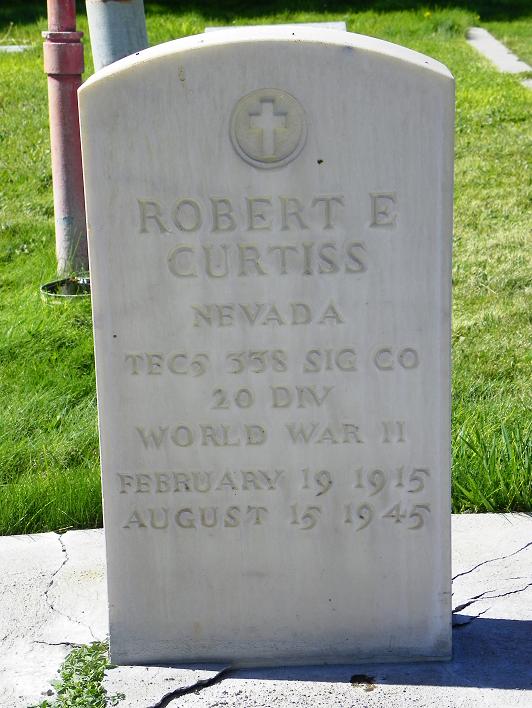 ROBERT E
CURTISS
NEVADA
TEC5 338 SIG CO
20 DIV
WORLD WAR II
FEBRUARY 19 1915
AUGUST 15 1945